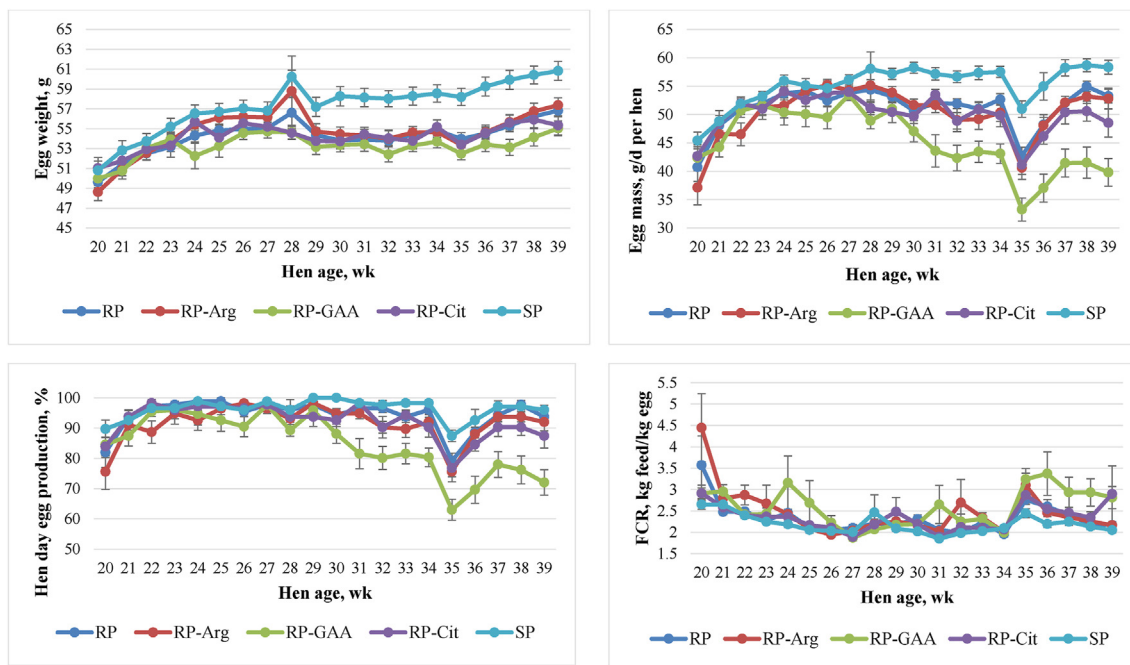 Egg weight, g
65
63
61
59
57
55
53
51
49
47
45
20 21 22 23 24 25 26 27 28 29 30 31 32 33 34 35 36 37 38 39
Hen age, wk
RP RP-Arg RP-GAA RP-Cit SP
Egg mass, g/d per hen
65
60
55
50
45
40
35
30
20 21 22 23 24 25 26 27 28 29 30 31 32 33 34 35 36 37 38 39
Hen age, wk
RP RP-Arg RP-GAA RP-Cit SP
Hen day egg production, %
100
90
80
70
60
50
20 21 22 23 24 25 26 27 28 29 30 31 32 33 34 35 36 37 38 39
Hen age, wk
RP RP-Arg RP-GAA RP-Cit SP
FCR, kg feed/kg egg
5.5
5
4.5
4
3.5
3
2.5
2
1.5
20 21 22 23 24 25 26 27 28 29 30 31 32 33 34 35 36 37 38 39
Hen age, wk
RP RP-Arg RP-GAA RP-Cit SP